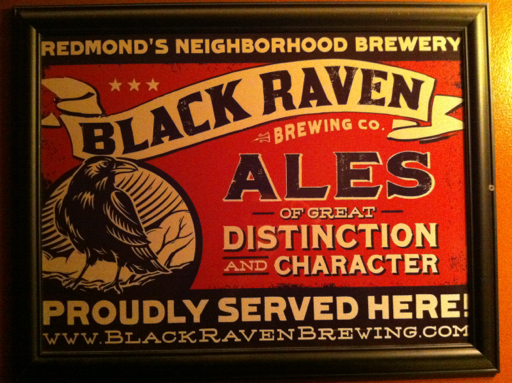 REDMOND'S NEIGHBORHOOD BREWERY
BLACK RAVEN
BREWING CO.
ALES
OF GREAT
DISTINCTION
AND CHARACTER
PROUDLY SERVED HERE!
WWW.BLACKRAVENBREWING.COM